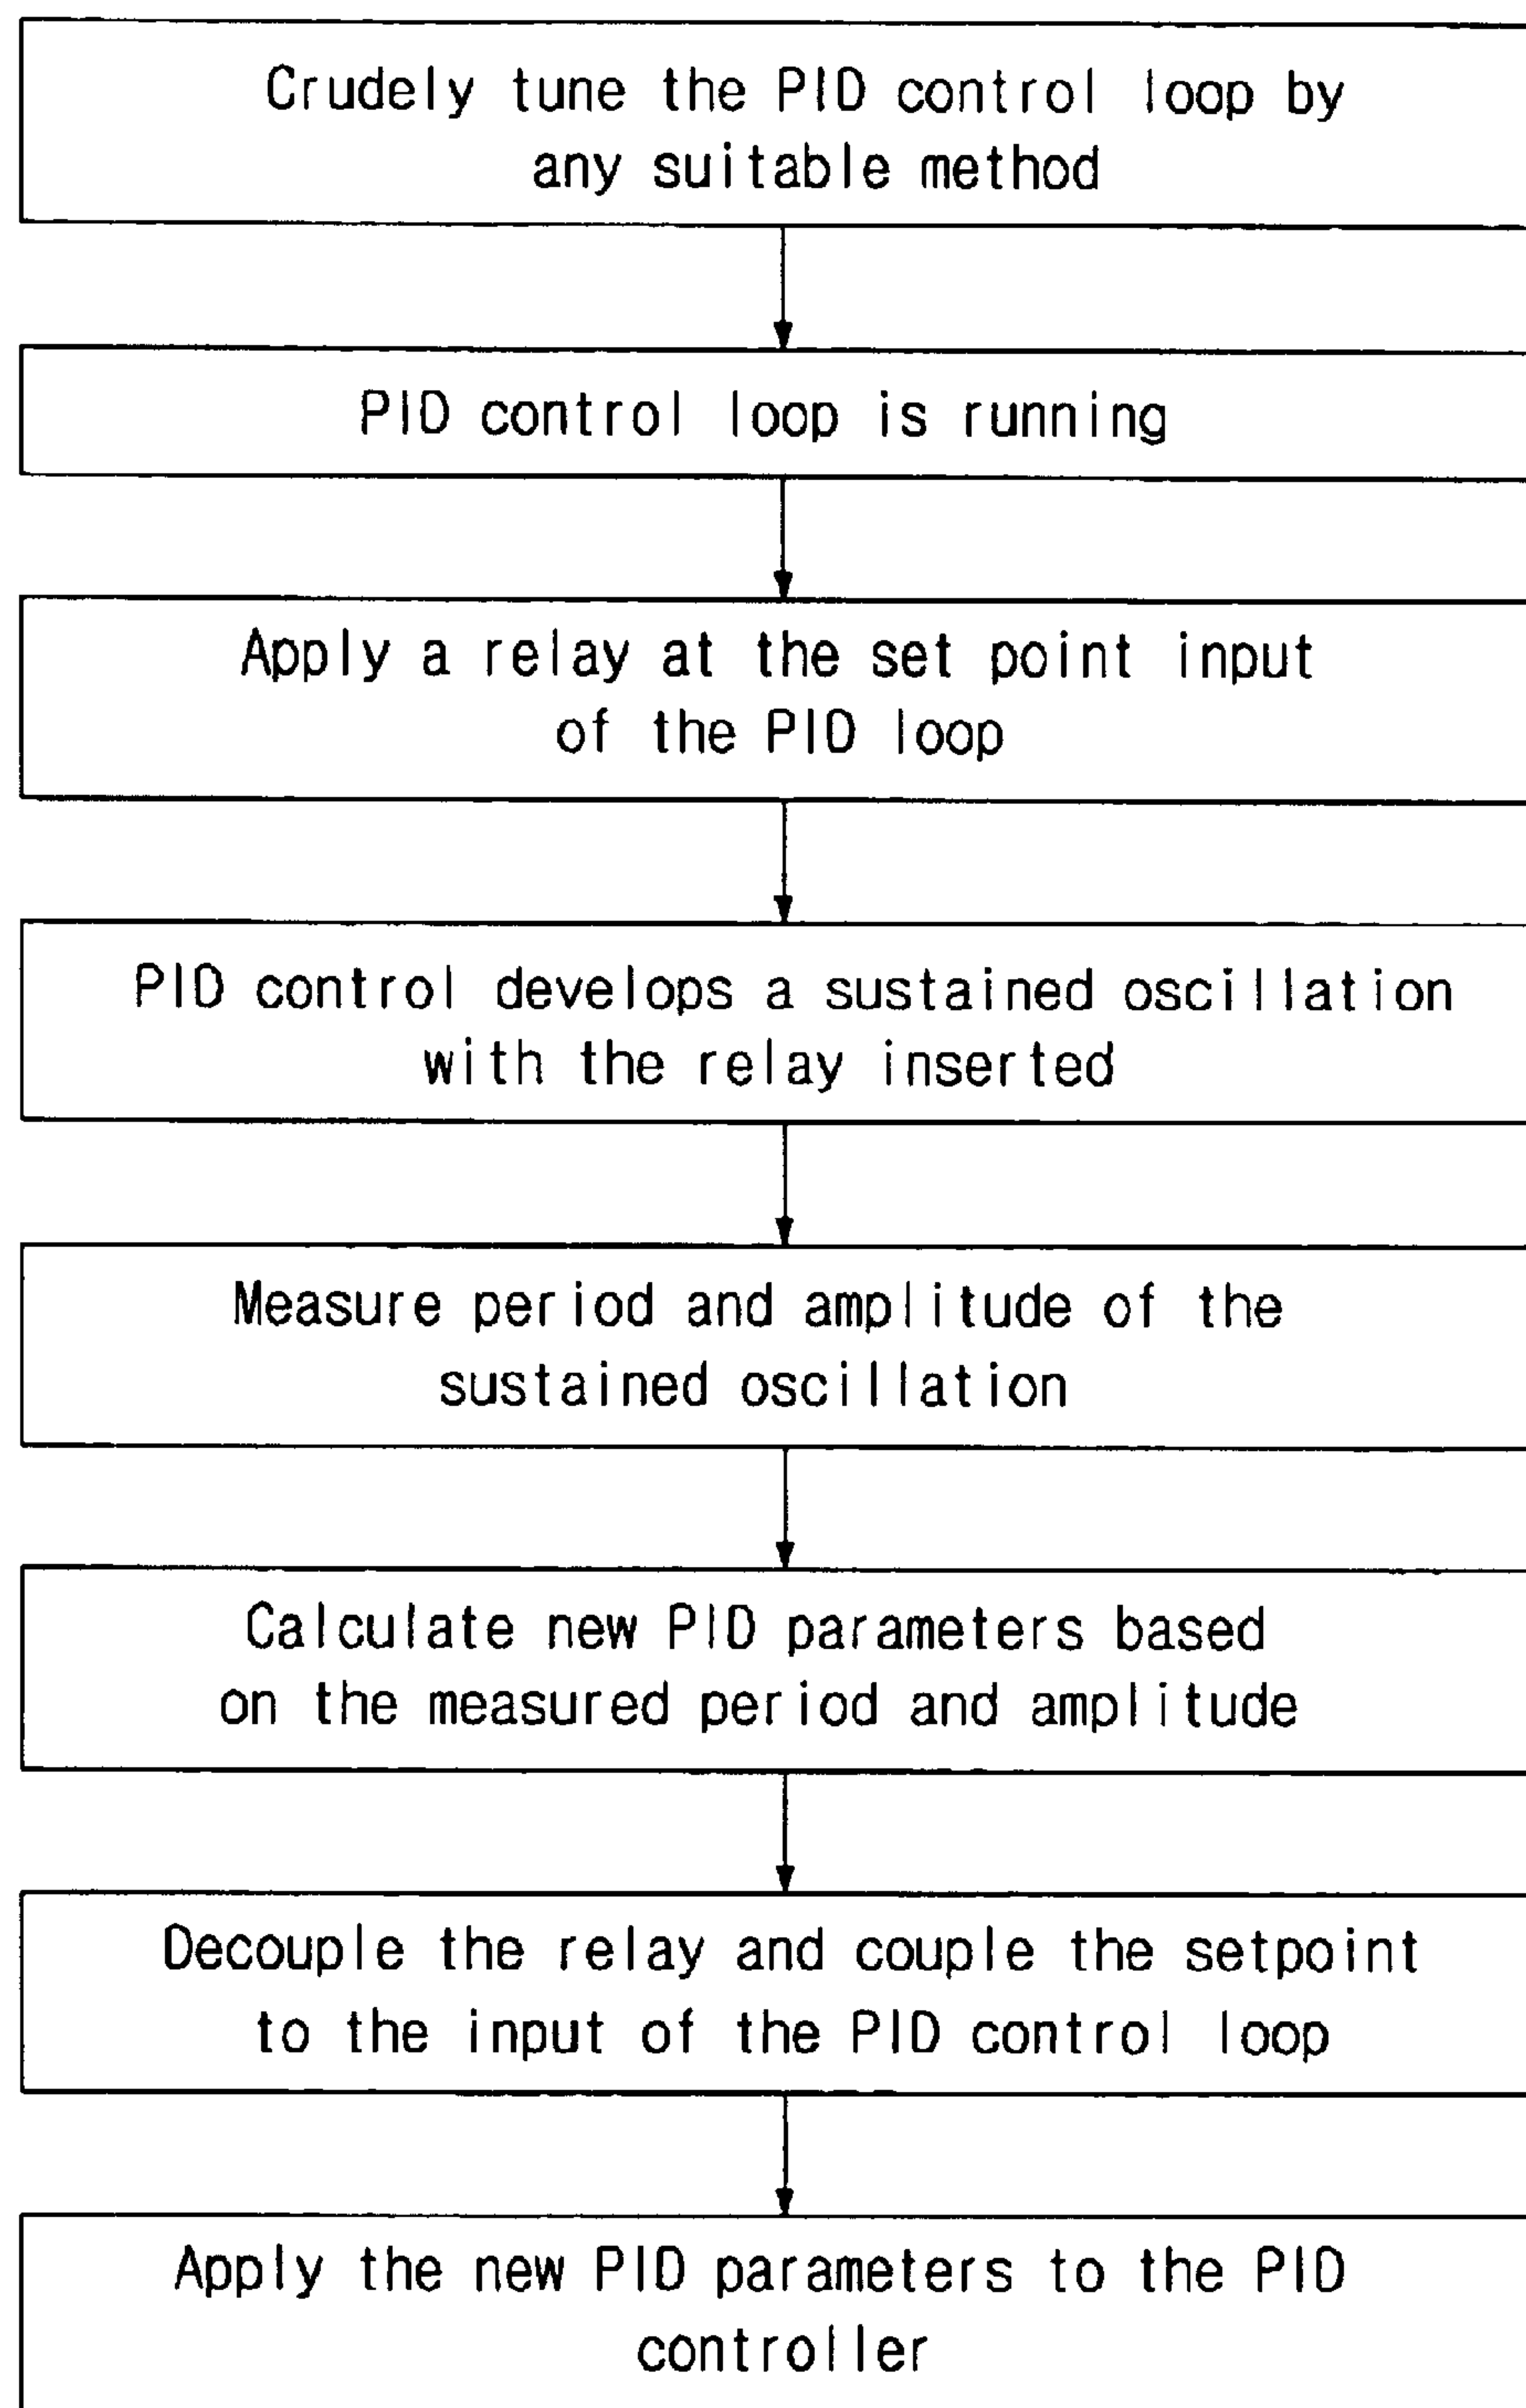 Crudely tune the PID control loop by
any suitable method
PID control loop is running
Apply a relay at the set point input
of the PID loop
PID control develops a sustained oscillation
with the relay inserted
Measure period and amplitude of the
sustained oscillation
Calculate new PID parameters based
on the measured period and amplitude
Decouple the relay and couple the setpoint
to the input of the PID control loop
Apply the new PID parameters to the PID
controller